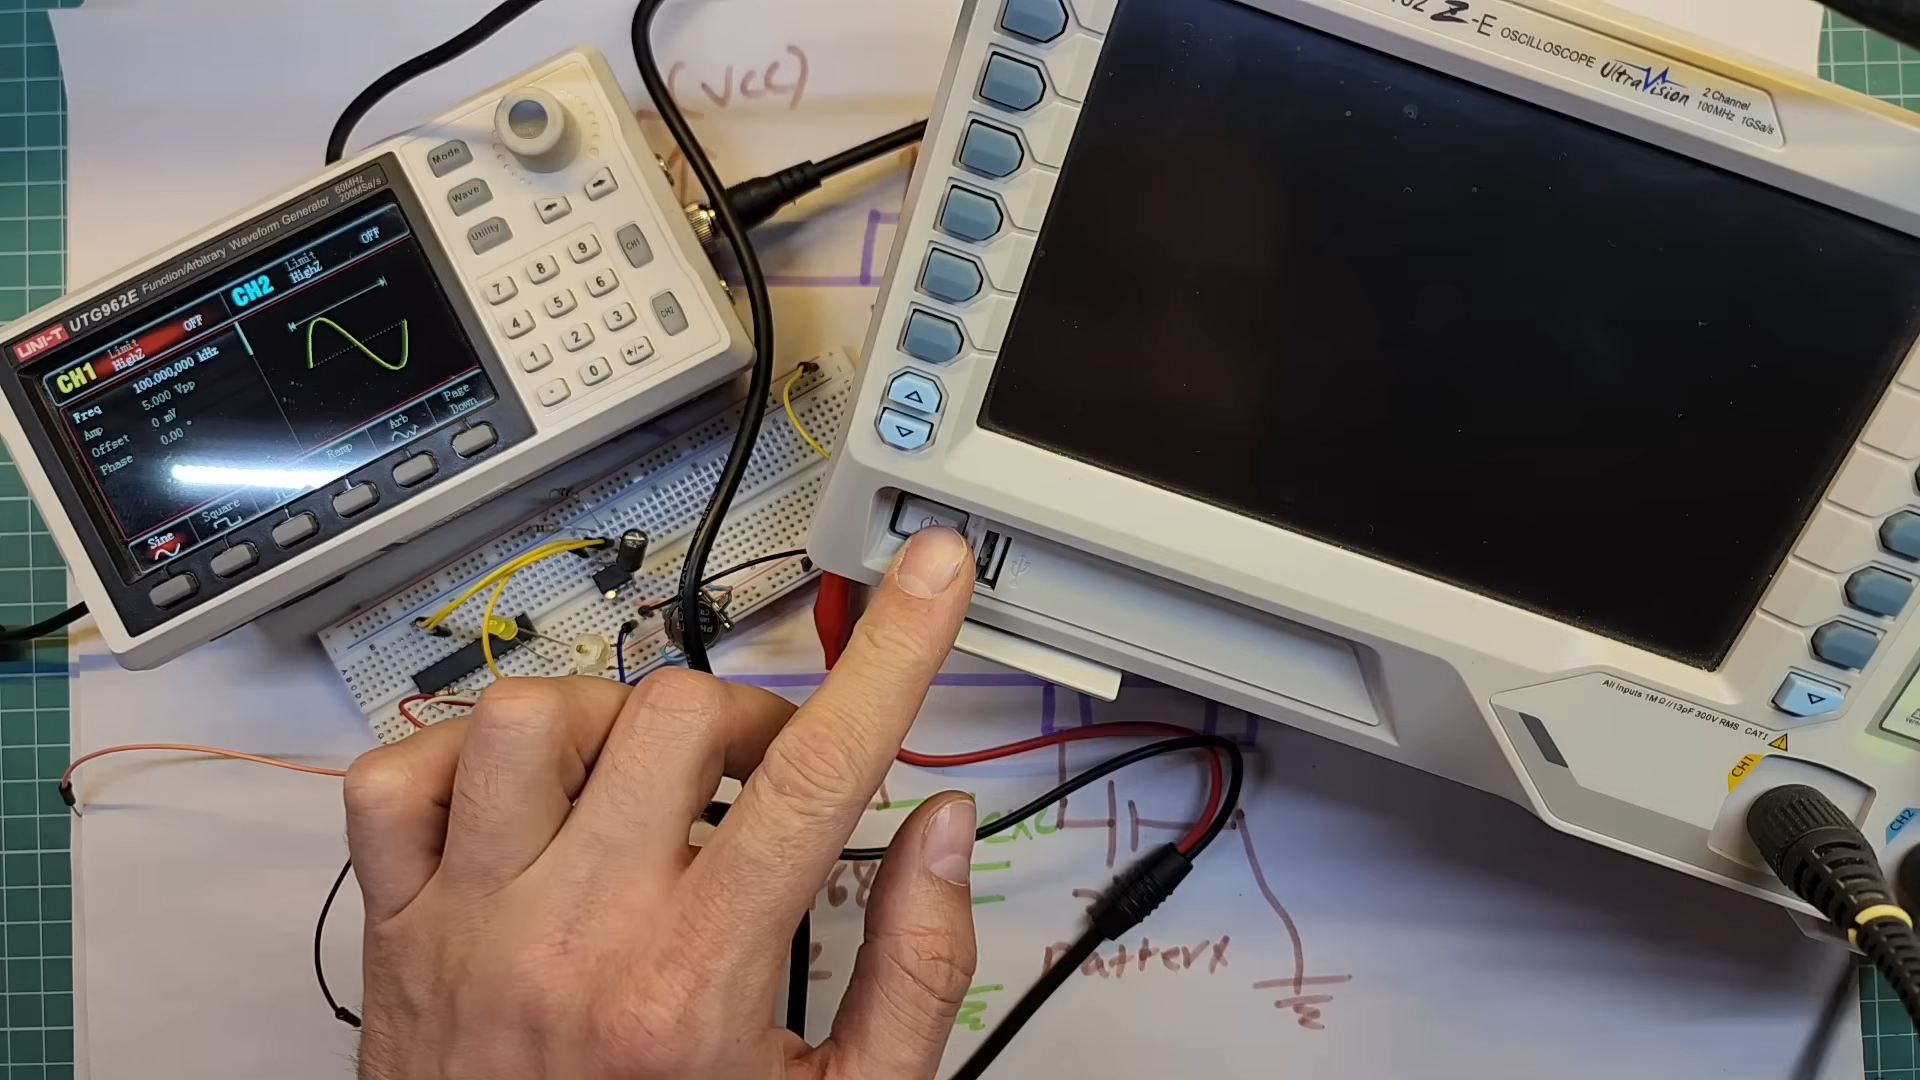 (VCC)
UNI-T UTG962E Function/Arbitrary Waveform Generator 60MHz 200MSa/s
CH1 Limit HighZ OFF
CH2 Limit HighZ OFF
Freq 100.000,000 kHz
Amp 5.000 Vpp
Offset 0 mV
Phase 0.00 °
Sine
Square
Ramp
Arb
Page Down
Mode
Wave
Utility
7 8 9
4 5 6
1 2 3
. 0 +/-
CH1
CH2
Z-E OSCILLOSCOPE UltraVision 2 Channel 100MHz 1GSa/s
All Inputs 1MΩ//13pF 300V RMS CATI
CH1
CH2
Batterx